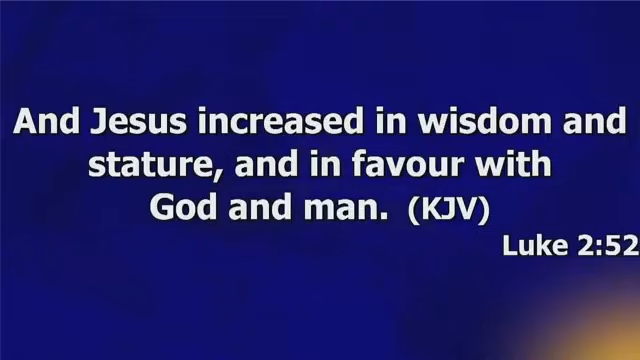 And Jesus increased in wisdom and
stature, and in favour with
God and man. (KJV)
Luke 2:52